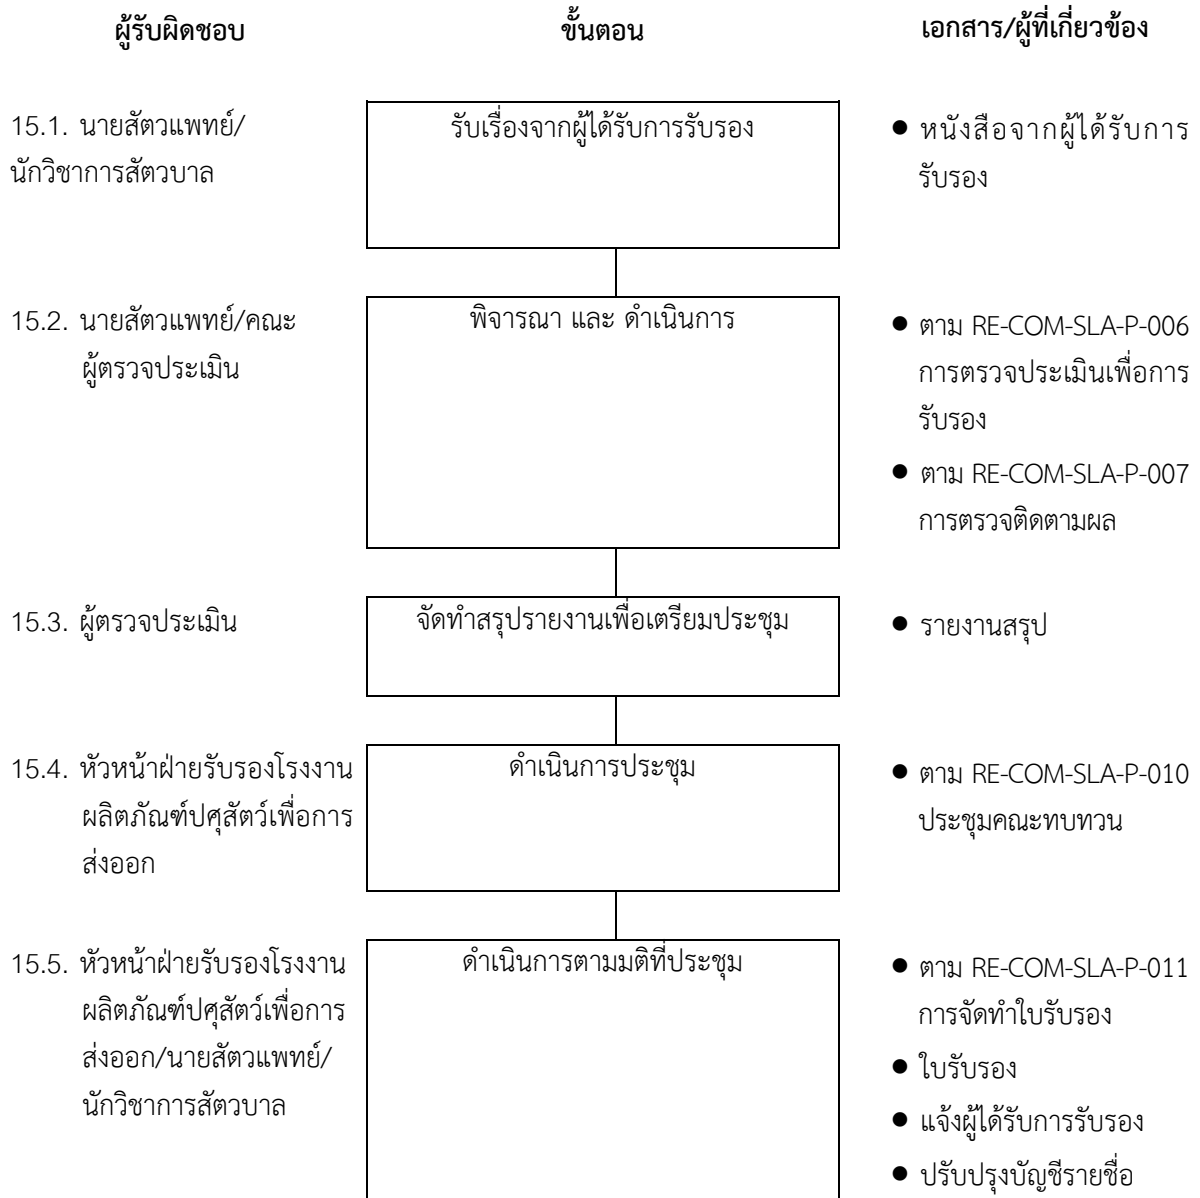 ผู้รับผิดชอบ ขั้นตอน เอกสาร/ผู้ที่เกี่ยวข้อง
15.1. นายสัตวแพทย์/
นักวิชาการสัตวบาล
รับเรื่องจากผู้ได้รับการรับรอง
● หนังสือจากผู้ได้รับการ
รับรอง
15.2. นายสัตวแพทย์/คณะ
ผู้ตรวจประเมิน
พิจารณา และ ดำเนินการ
● ตาม RE-COM-SLA-P-006
การตรวจประเมินเพื่อการ
รับรอง
● ตาม RE-COM-SLA-P-007
การตรวจติดตามผล
15.3. ผู้ตรวจประเมิน
จัดทำสรุปรายงานเพื่อเตรียมประชุม
● รายงานสรุป
15.4. หัวหน้าฝ่ายรับรองโรงงาน
ผลิตภัณฑ์ปศุสัตว์เพื่อการ
ส่งออก
ดำเนินการประชุม
● ตาม RE-COM-SLA-P-010
ประชุมคณะทบทวน
15.5. หัวหน้าฝ่ายรับรองโรงงาน
ผลิตภัณฑ์ปศุสัตว์เพื่อการ
ส่งออก/นายสัตวแพทย์/
นักวิชาการสัตวบาล
ดำเนินการตามมติที่ประชุม
● ตาม RE-COM-SLA-P-011
การจัดทำใบรับรอง
● ใบรับรอง
● แจ้งผู้ได้รับการรับรอง
● ปรับปรุงบัญชีรายชื่อ